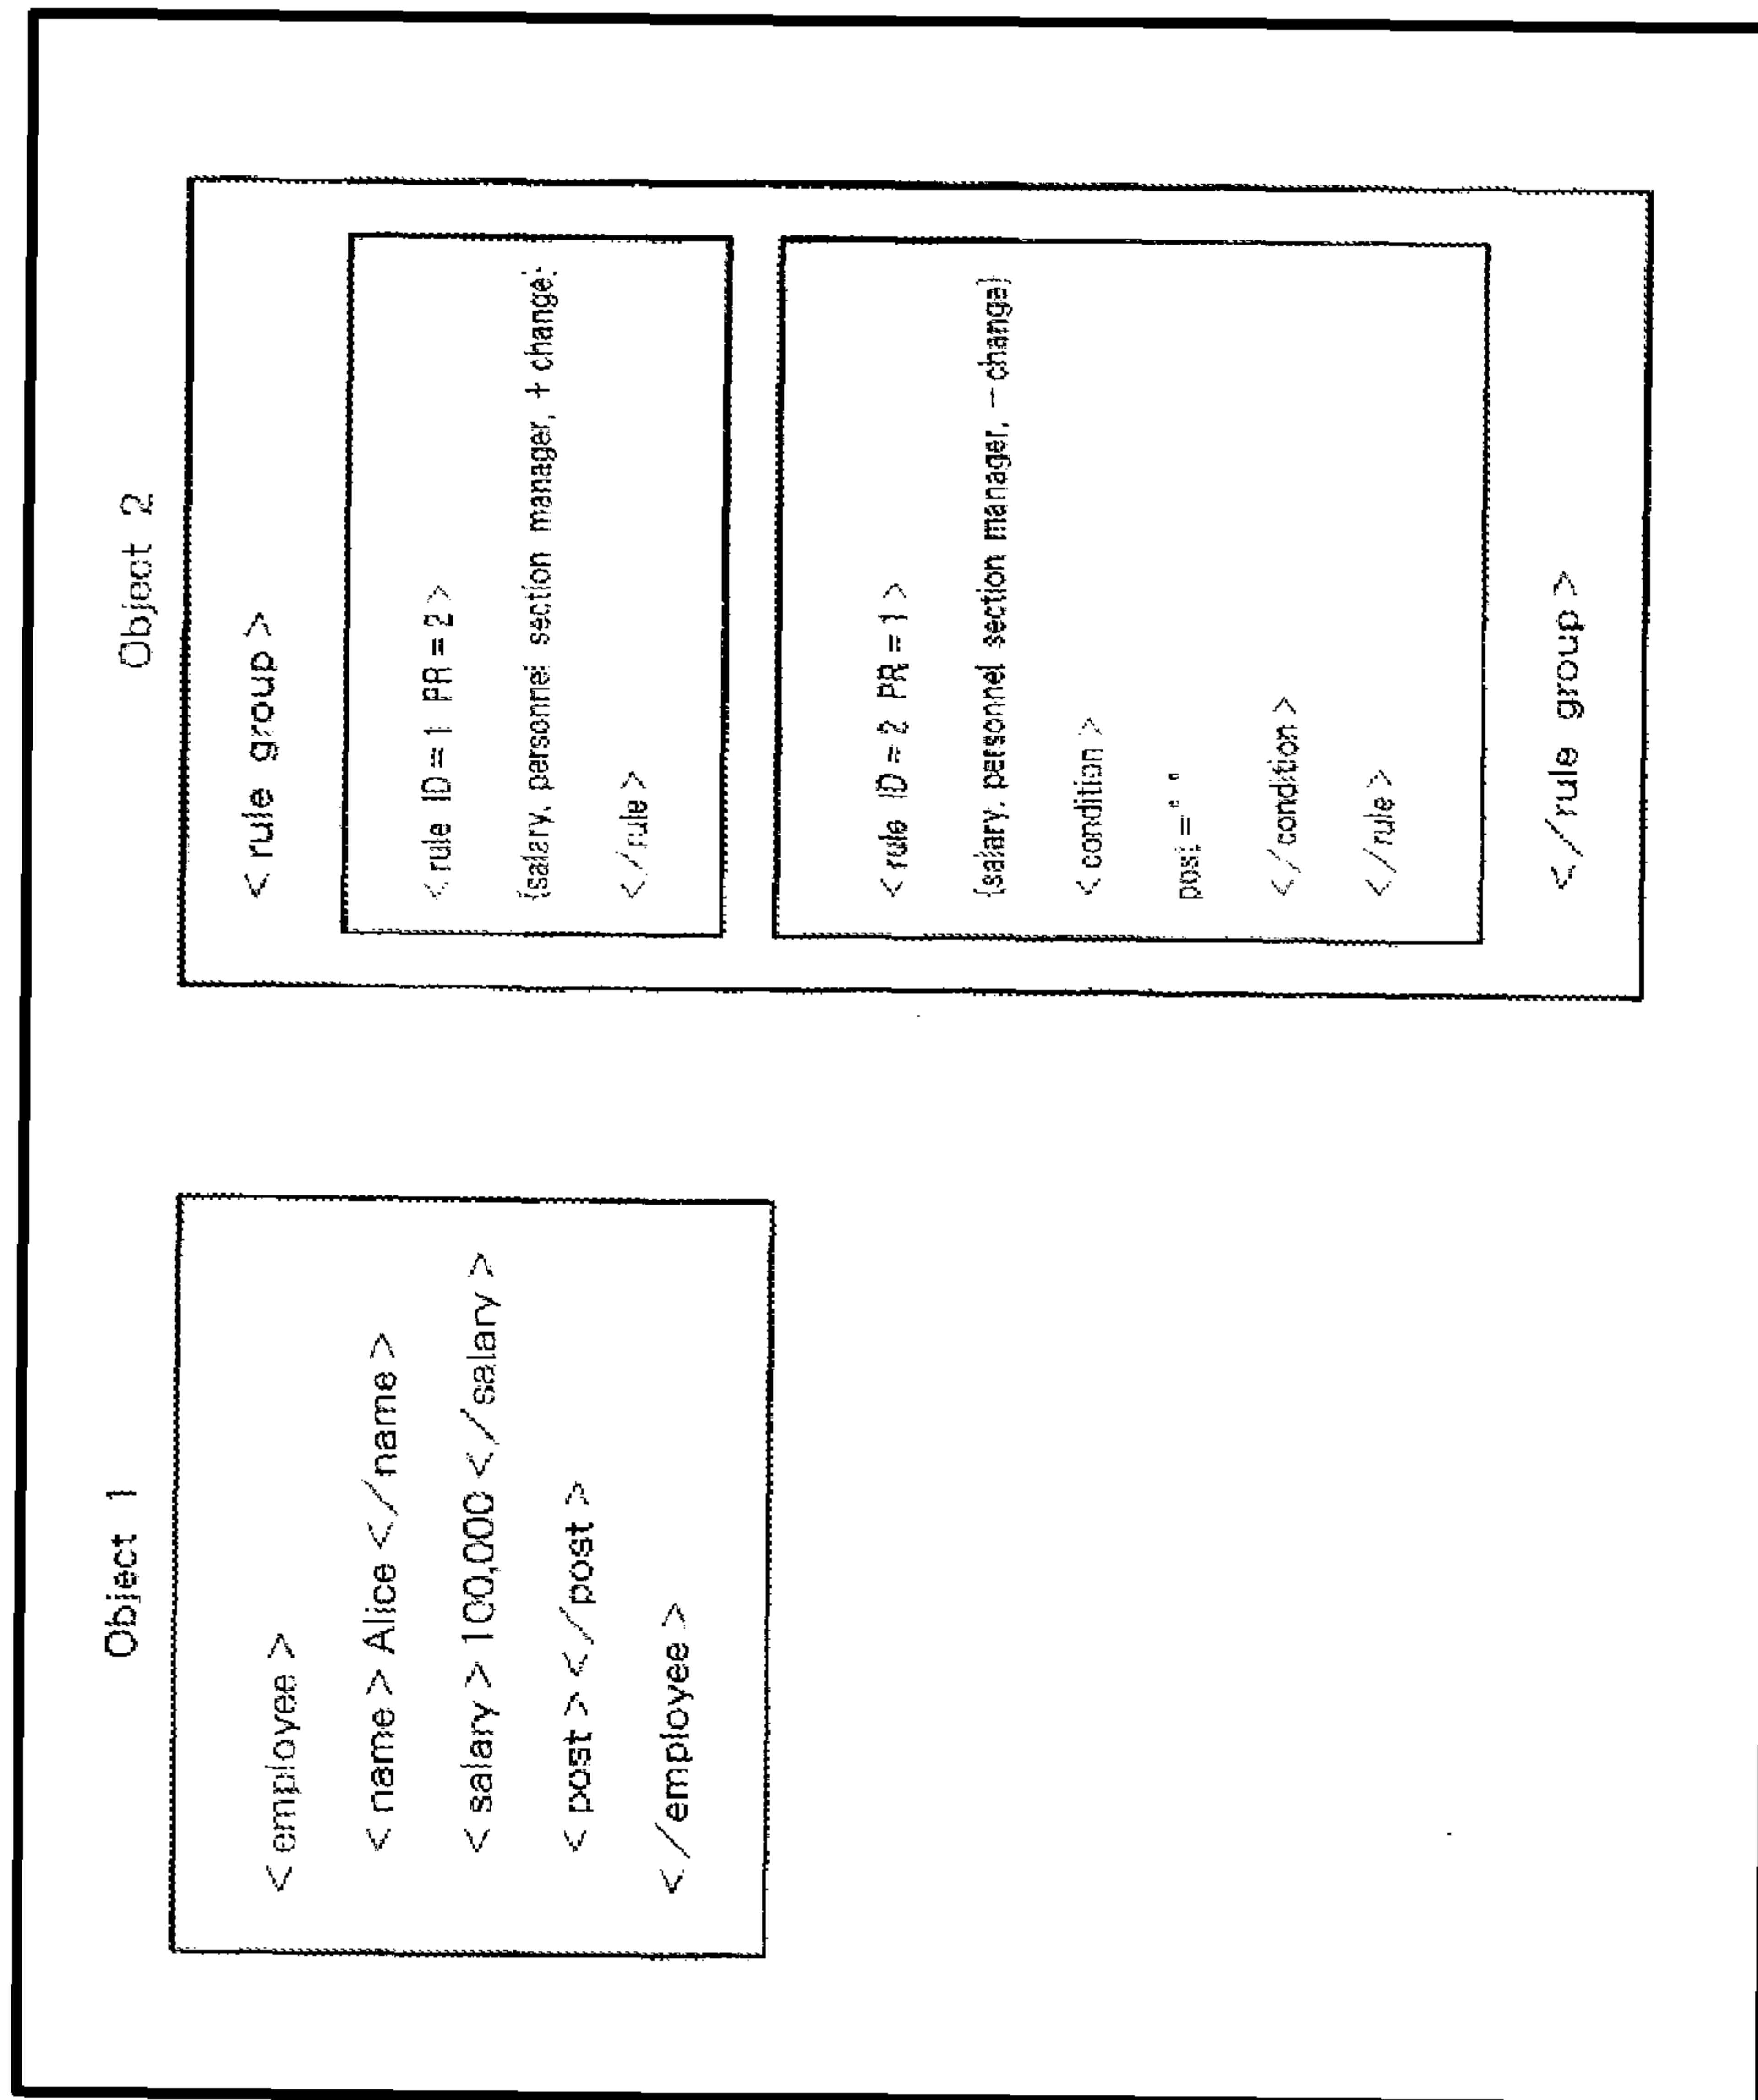 Object 1
<employee>
<name>Alice</name>
<salary>100,000</salary>
<post></post>
</employee>
Object 2
<rule group>
<rule ID=1 PR=2>
{salary, personnel section manager, + change}
</rule>
<rule ID=2 PR=1>
{salary, personnel section manager, - change}
<condition>
post=" "
</condition>
</rule>
</rule group>